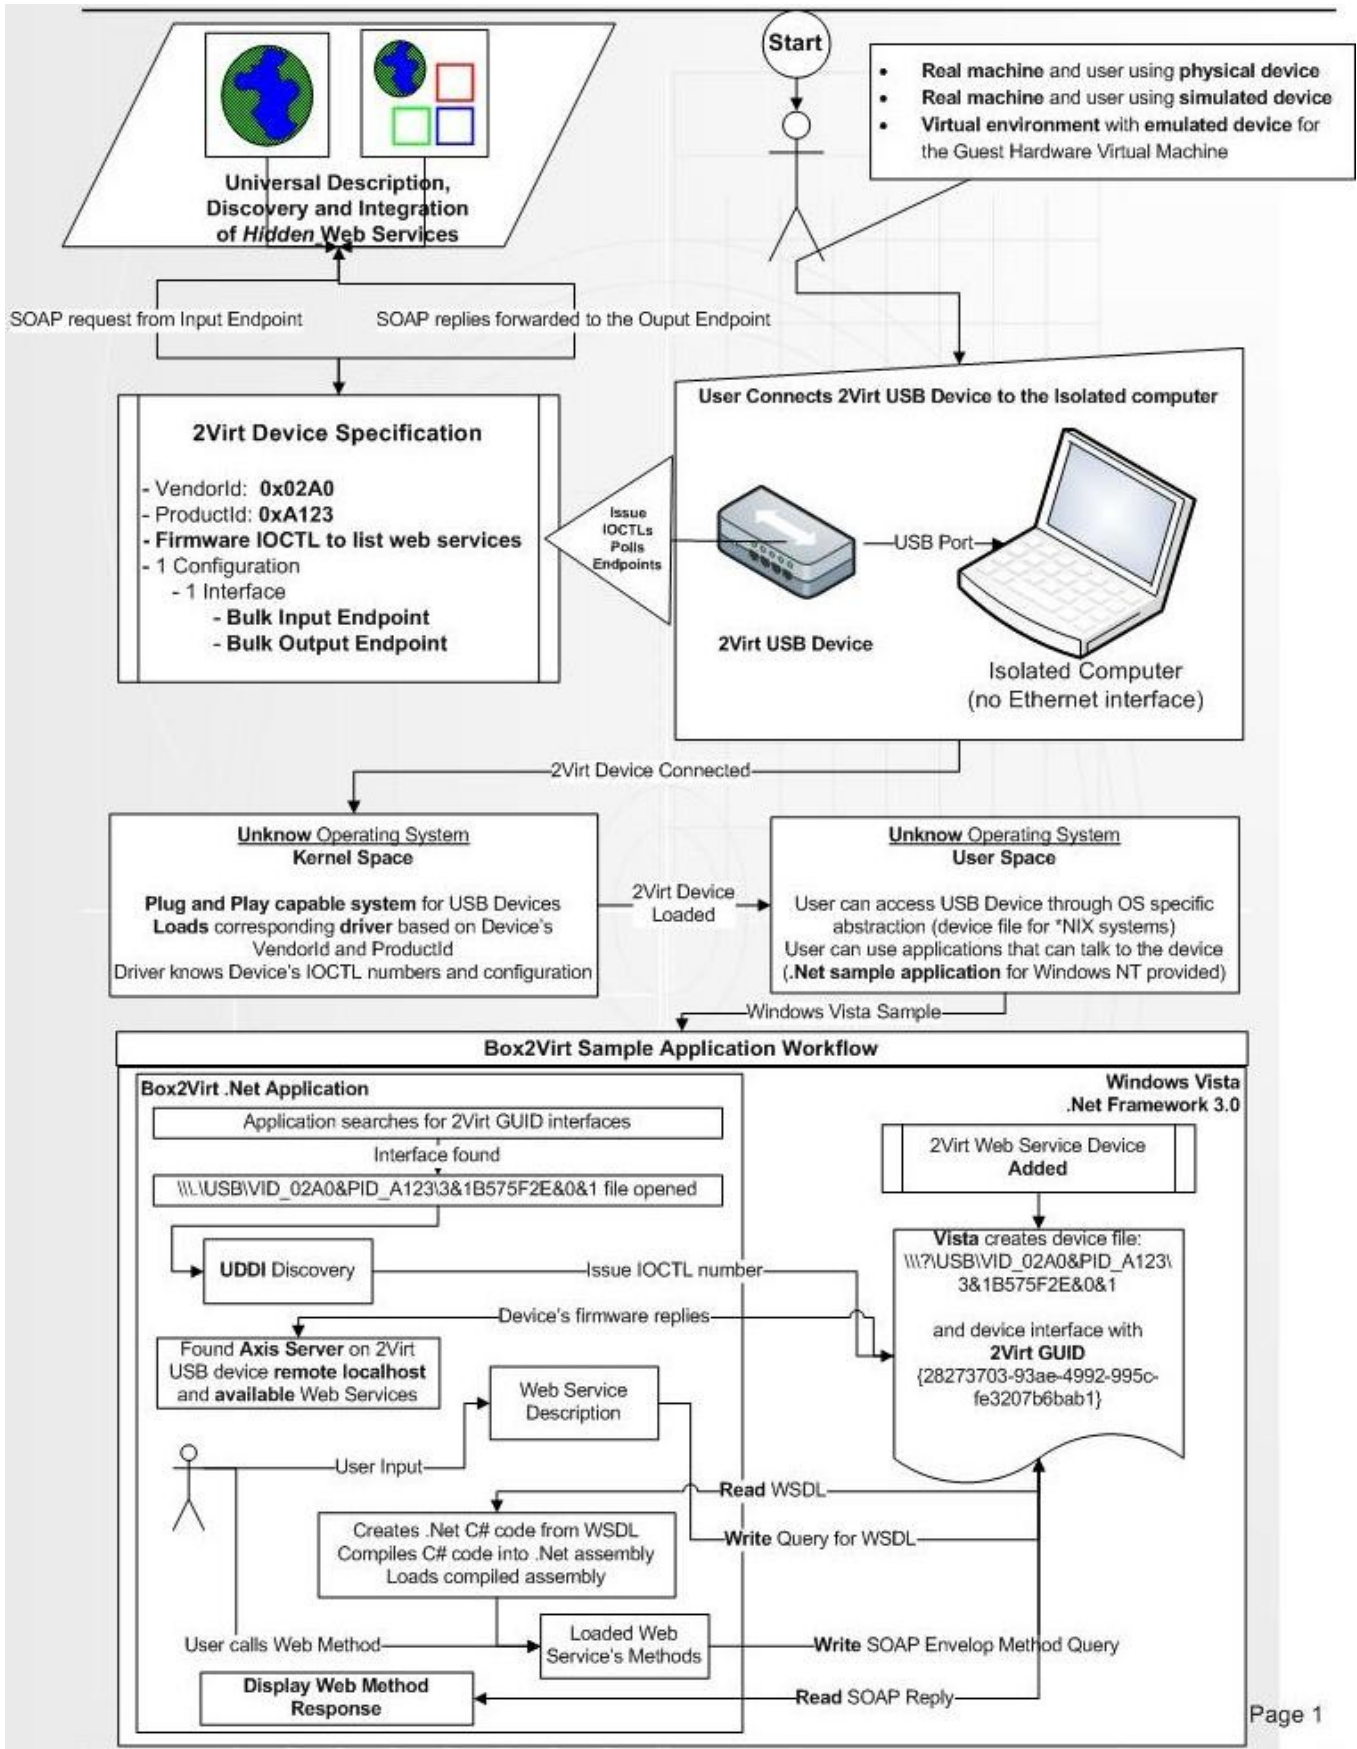 Start
• Real machine and user using physical device
• Real machine and user using simulated device
• Virtual environment with emulated device for
the Guest Hardware Virtual Machine
Universal Description,
Discovery and Integration
of Hidden Web Services
SOAP request from Input Endpoint
SOAP replies forwarded to the Ouput Endpoint
2Virt Device Specification
- VendorId: 0x02A0
- ProductId: 0xA123
- Firmware IOCTL to list web services
- 1 Configuration
- 1 Interface
- Bulk Input Endpoint
- Bulk Output Endpoint
Issue
IOCTLs
Polls
Endpoints
User Connects 2Virt USB Device to the Isolated computer
USB Port
2Virt USB Device
Isolated Computer
(no Ethernet interface)
2Virt Device Connected
Unknow Operating System
Kernel Space
Plug and Play capable system for USB Devices
Loads corresponding driver based on Device's
VendorId and ProductId
Driver knows Device's IOCTL numbers and configuration
2Virt Device
Loaded
Unknow Operating System
User Space
User can access USB Device through OS specific
abstraction (device file for *NIX systems)
User can use applications that can talk to the device
(.Net sample application for Windows NT provided)
Windows Vista Sample
Box2Virt Sample Application Workflow
Box2Virt .Net Application
Windows Vista
.Net Framework 3.0
Application searches for 2Virt GUID interfaces
Interface found
\\\.\USB\VID_02A0&PID_A123\3&1B575F2E&0&1 file opened
UDDI Discovery
Issue IOCTL number
Device's firmware replies
Found Axis Server on 2Virt
USB device remote localhost
and available Web Services
2Virt Web Service Device
Added
Vista creates device file:
\\\?\USB\VID_02A0&PID_A123\
3&1B575F2E&0&1
and device interface with
2Virt GUID
{28273703-93ae-4992-995c-
fe3207b6bab1}
Web Service
Description
User Input
Read WSDL
Write Query for WSDL
Creates .Net C# code from WSDL
Compiles C# code into .Net assembly
Loads compiled assembly
User calls Web Method
Loaded Web
Service's Methods
Write SOAP Envelop Method Query
Display Web Method
Response
Read SOAP Reply
Page 1